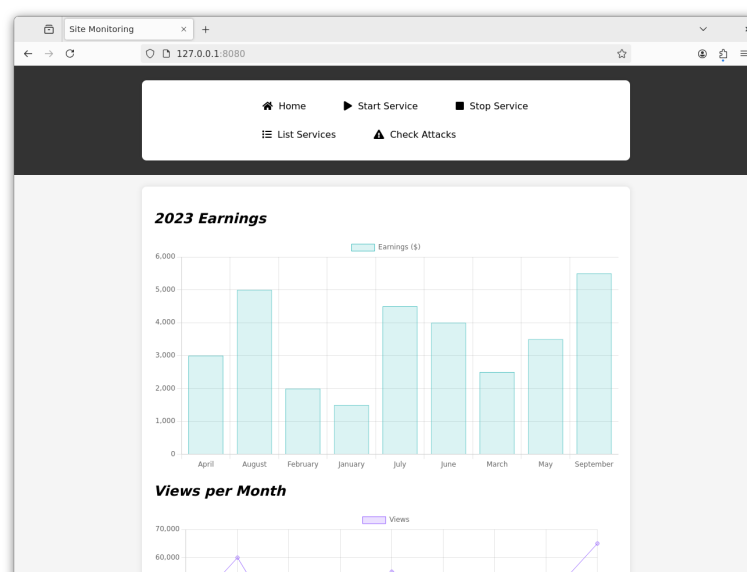 Site Monitoring
127.0.0.1:8080
Home Start Service Stop Service
List Services Check Attacks
2023 Earnings
Earnings ($)
6,000
5,000
4,000
3,000
2,000
1,000
0
April August February January July June March May September
Views per Month
Views
70,000
60,000